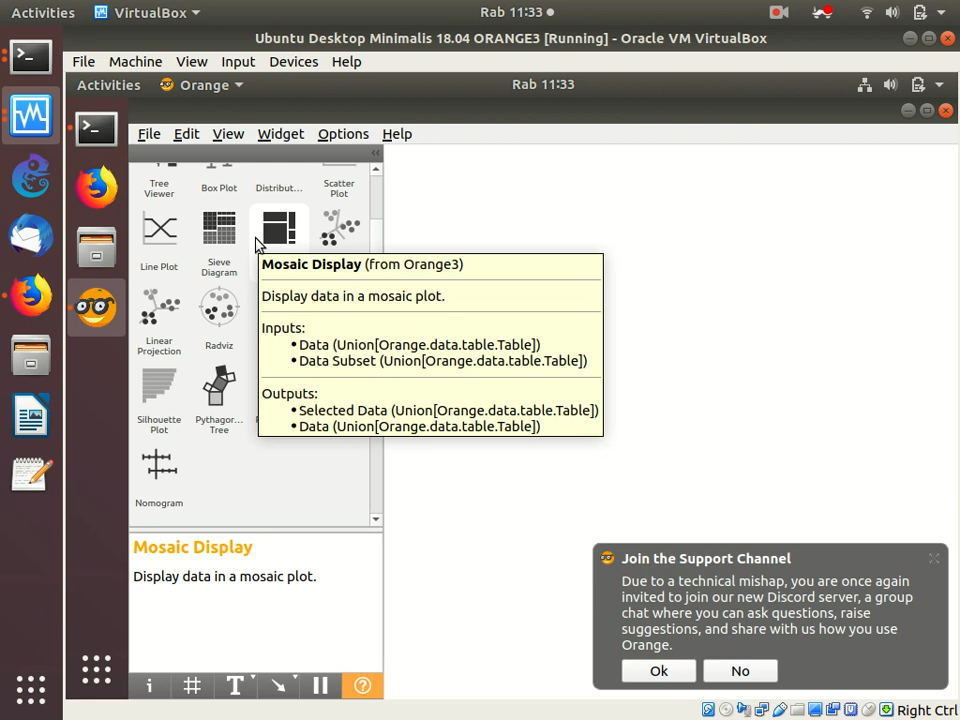 Activities VirtualBox Rab 11:33
Ubuntu Desktop Minimalis 18.04 ORANGE3 [Running] - Oracle VM VirtualBox
File Machine View Input Devices Help
Activities Orange Rab 11:33
File Edit View Widget Options Help
Tree Viewer
Box Plot
Distribut...
Scatter Plot
Line Plot
Sieve Diagram
Mosaic Display (from Orange3)
Display data in a mosaic plot.
Inputs:
• Data (Union[Orange.data.table.Table])
• Data Subset (Union[Orange.data.table.Table])
Outputs:
• Selected Data (Union[Orange.data.table.Table])
• Data (Union[Orange.data.table.Table])
Linear Projection
Radviz
Silhouette Plot
Pythagor... Tree
Nomogram
Mosaic Display
Display data in a mosaic plot.
Join the Support Channel
Due to a technical mishap, you are once again
invited to join our new Discord server, a group
chat where you can ask questions, raise
suggestions, and share with us how you use
Orange.
Ok No
Right Ctrl